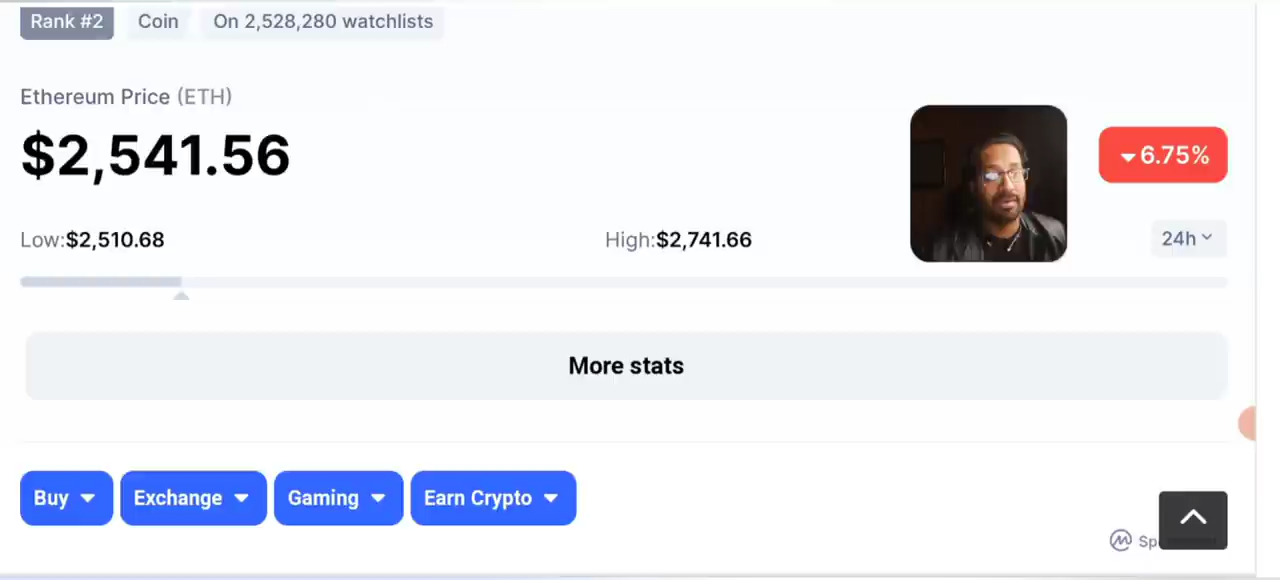 Rank #2 Coin On 2,528,280 watchlists
Ethereum Price (ETH)
$2,541.56
6.75%
Low:$2,510.68 High:$2,741.66 24h
More stats
Buy Exchange Gaming Earn Crypto